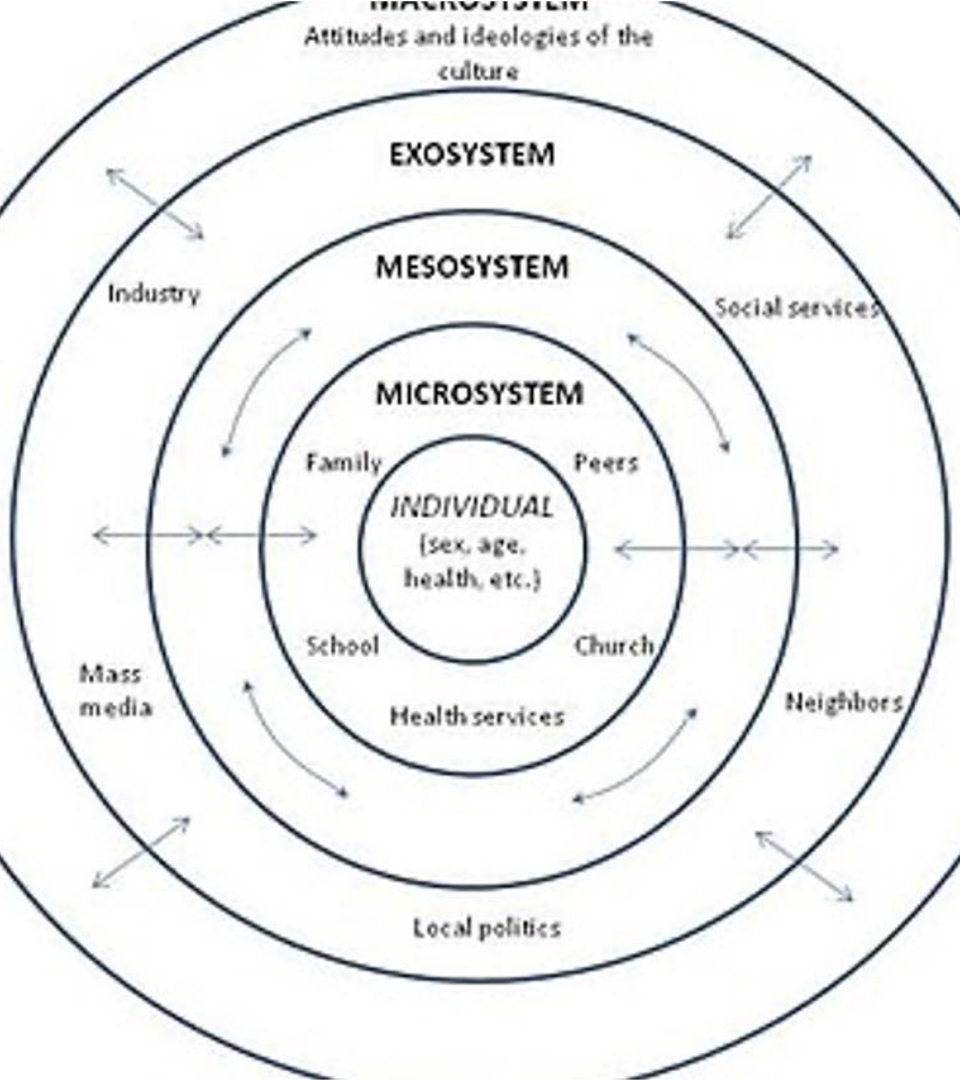 MACROSYSTEM
Attitudes and ideologies of the
culture
EXOSYSTEM
MESOSYSTEM
Industry
Social services
MICROSYSTEM
Family
Peers
INDIVIDUAL
(sex, age,
health, etc.)
School
Church
Mass
media
Neighbors
Health services
Local politics